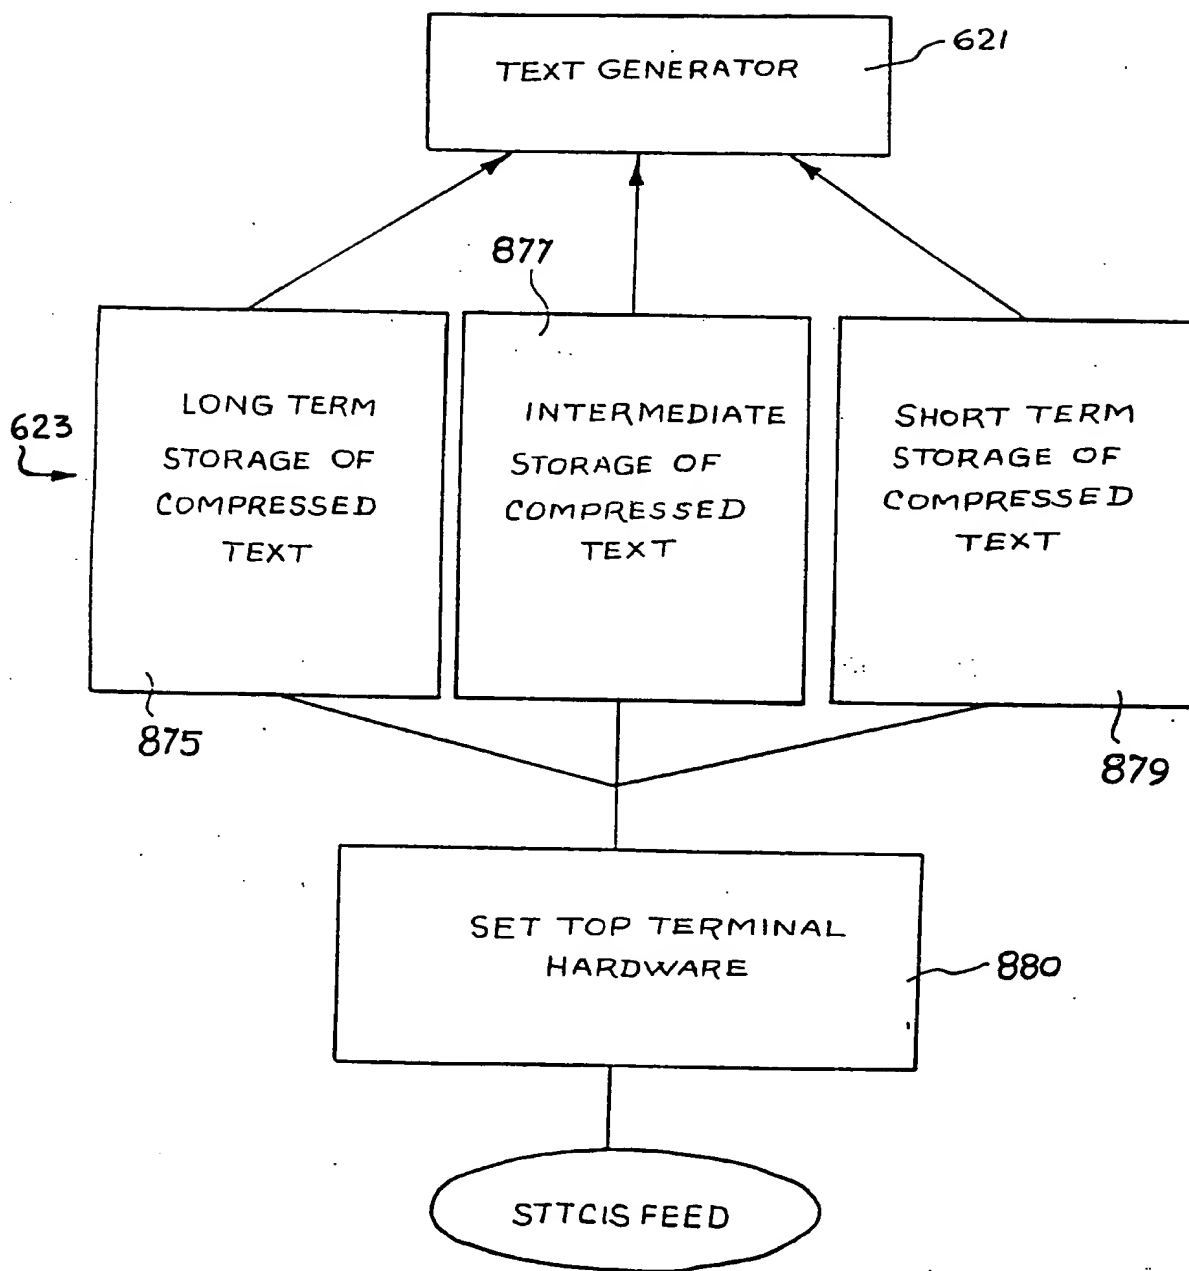 TEXT GENERATOR
621
877
623
LONG TERM
STORAGE OF
COMPRESSED
TEXT
INTERMEDIATE
STORAGE OF
COMPRESSED
TEXT
SHORT TERM
STORAGE OF
COMPRESSED
TEXT
875
879
SET TOP TERMINAL
HARDWARE
880
STTCIS FEED